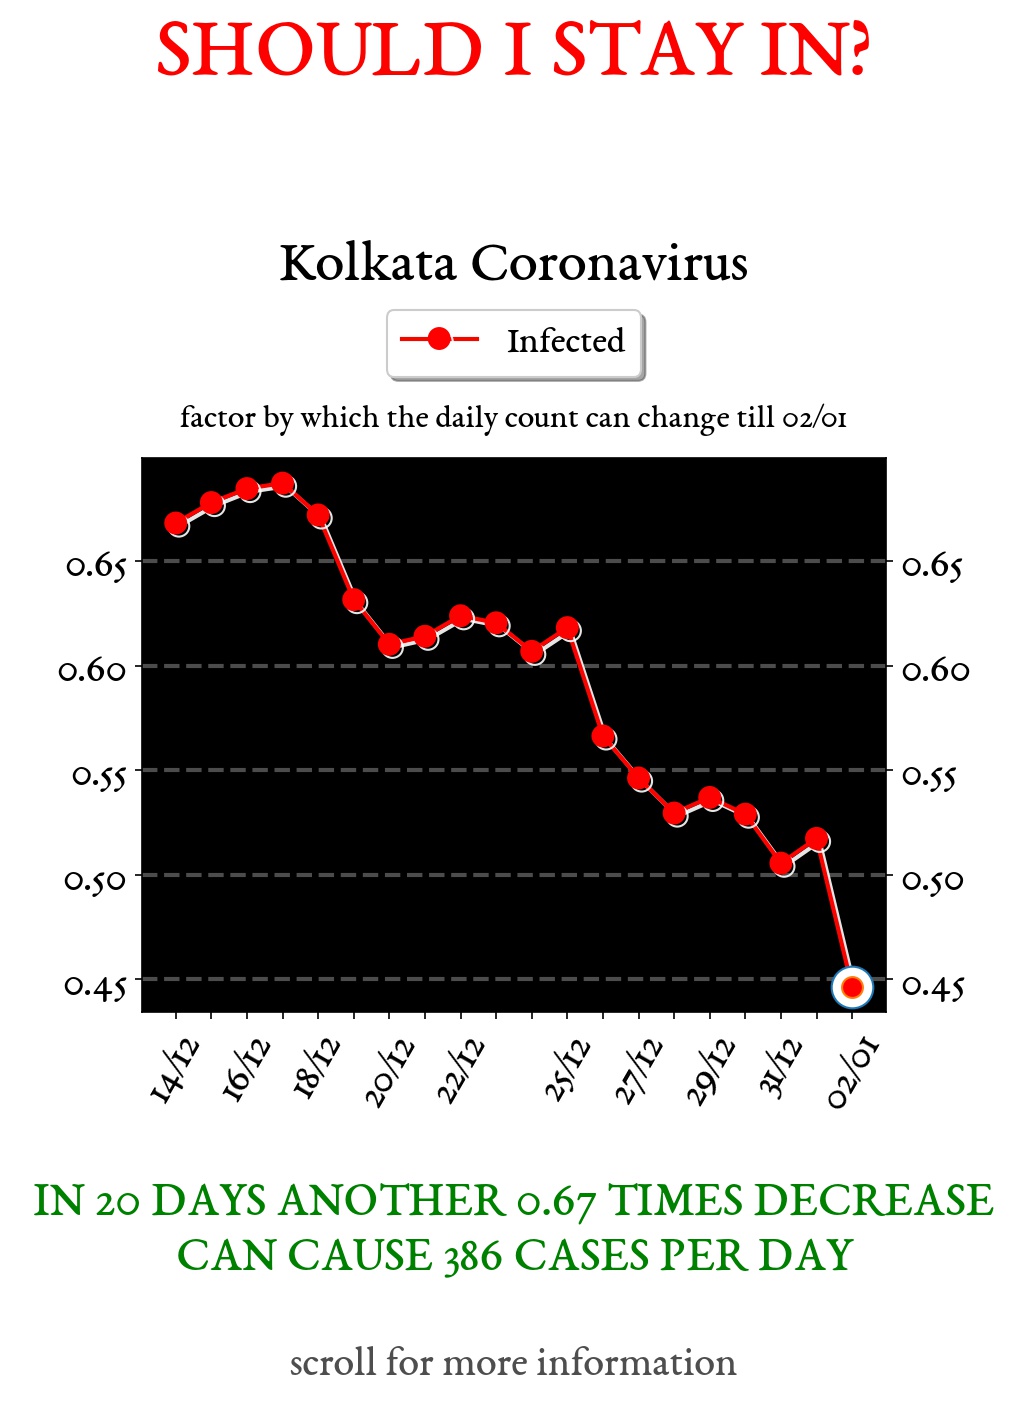 SHOULD I STAY IN?
Kolkata Coronavirus
Infected
factor by which the daily count can change till 02/01
0.65 0.65
0.60 0.60
0.55 0.55
0.50 0.50
0.45 0.45
14/12 16/12 18/12 20/12 22/12 25/12 27/12 29/12 31/12 02/01
IN 20 DAYS ANOTHER 0.67 TIMES DECREASE
CAN CAUSE 386 CASES PER DAY
scroll for more information